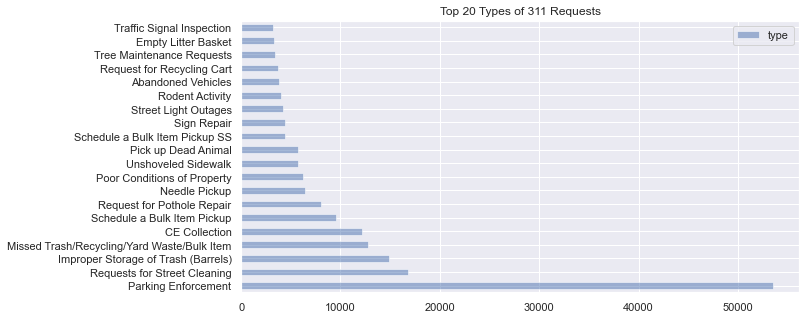 Top 20 Types of 311 Requests
type
Traffic Signal Inspection
Empty Litter Basket
Tree Maintenance Requests
Request for Recycling Cart
Abandoned Vehicles
Rodent Activity
Street Light Outages
Sign Repair
Schedule a Bulk Item Pickup SS
Pick up Dead Animal
Unshoveled Sidewalk
Poor Conditions of Property
Needle Pickup
Request for Pothole Repair
Schedule a Bulk Item Pickup
CE Collection
Missed Trash/Recycling/Yard Waste/Bulk Item
Improper Storage of Trash (Barrels)
Requests for Street Cleaning
Parking Enforcement
0 10000 20000 30000 40000 50000